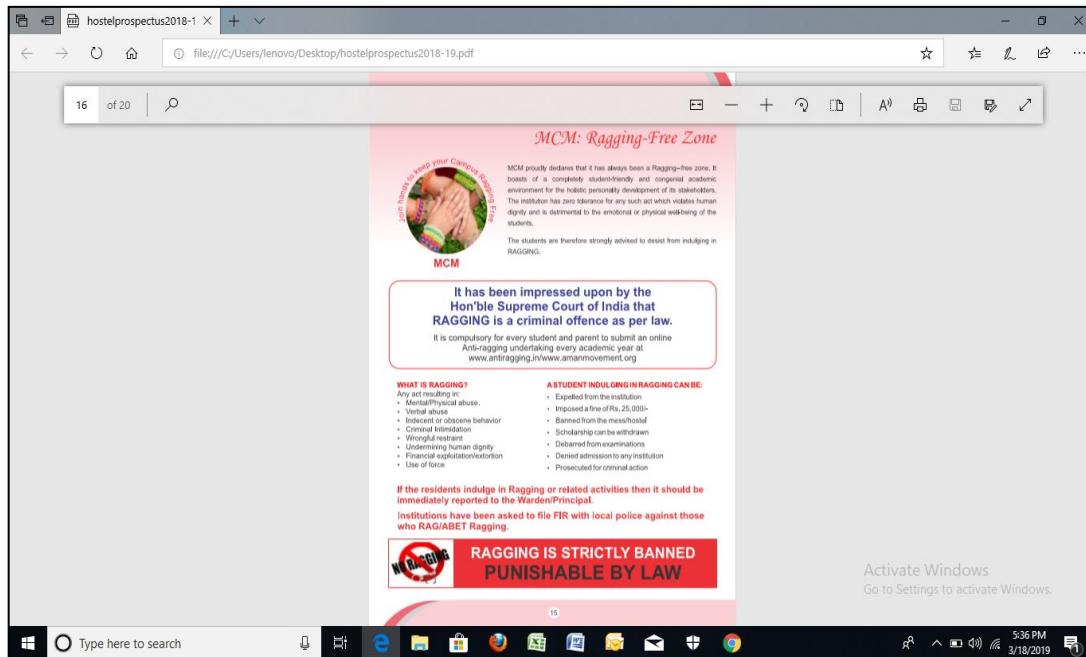 hostelprospectus2018-1
file:///C:/Users/lenovo/Desktop/hostelprospectus2018-19.pdf
16 of 20
MCM: Ragging-Free Zone
Join hands to keep your Campus Ragging Free
MCM
MCM proudly declares that it has always been a Ragging–free zone. It
boasts of a completely student-friendly and congenial academic
environment for the holistic personality development of its stakeholders.
The institution has zero tolerance for any such act which violates human
dignity and is detrimental to the emotional or physical well-being of the
students.
The students are therefore strongly advised to desist from indulging in
RAGGING.
It has been impressed upon by the
Hon'ble Supreme Court of India that
RAGGING is a criminal offence as per law.
It is compulsory for every student and parent to submit an online
Anti-ragging undertaking every academic year at
www.antiragging.in/www.amanmovement.org
WHAT IS RAGGING?
Any act resulting in:
• Mental/Physical abuse.
• Verbal abuse
• Indecent or obscene behavior
• Criminal Intimidation
• Wrongful restraint
• Undermining human dignity
• Financial exploitation/extortion
• Use of force
A STUDENT INDULGING IN RAGGING CAN BE:
• Expelled from the institution
• Imposed a fine of Rs. 25,000/-
• Banned from the mess/hostel
• Scholarship can be withdrawn
• Debarred from examinations
• Denied admission to any institution
• Prosecuted for criminal action
If the residents indulge in Ragging or related activities then it should be
immediately reported to the Warden/Principal.
Institutions have been asked to file FIR with local police against those
who RAG/ABET Ragging.
NO RAGGING
RAGGING IS STRICTLY BANNED
PUNISHABLE BY LAW
15
Activate Windows
Go to Settings to activate Windows.
Type here to search
5:36 PM
3/18/2019